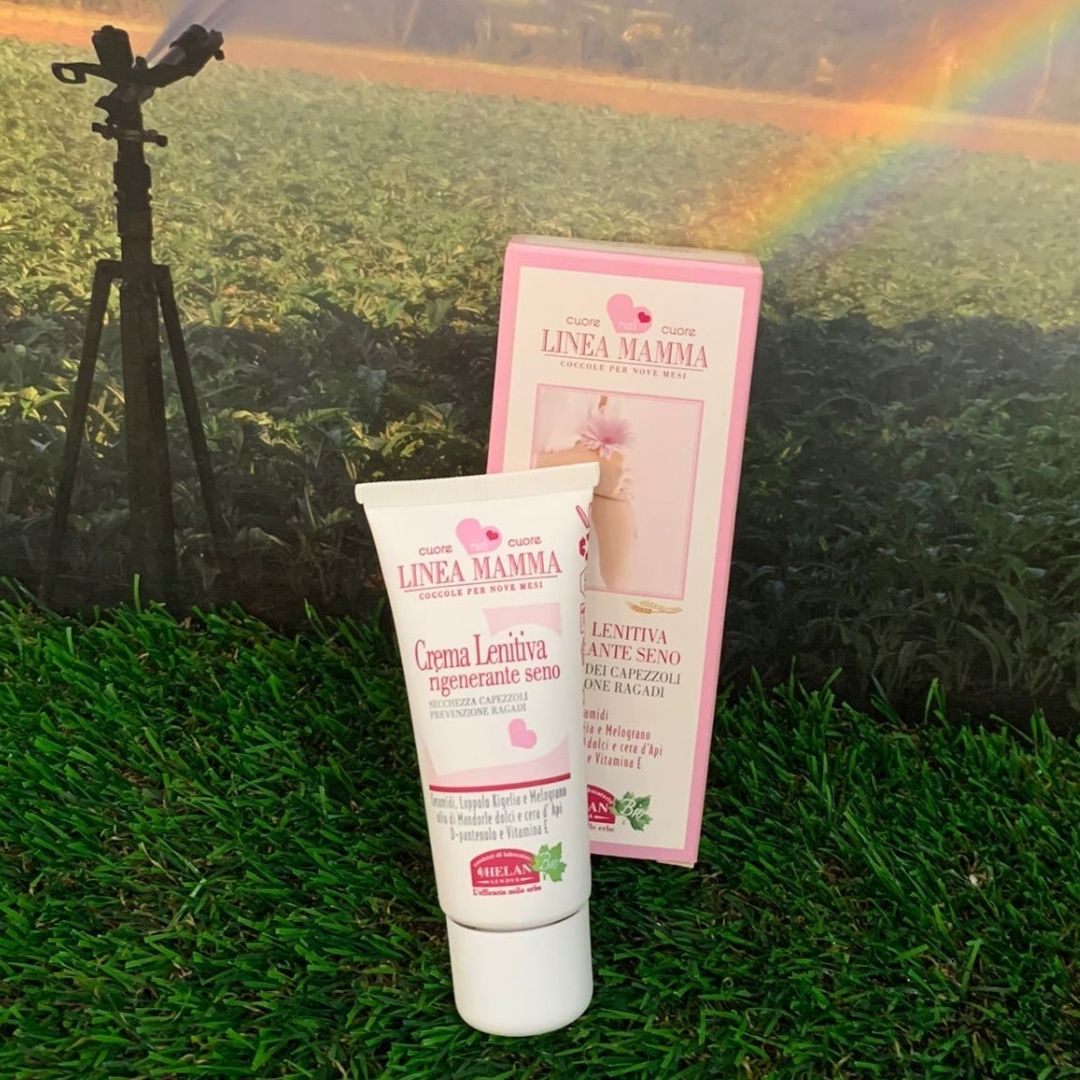 cuore cuore
LINEA MAMMA
COCCOLE PER NOVE MESI
LENITIVA
ANTE SENO
DEI CAPEZZOLI
ONE RAGADI
amidi
ia e Melograno
dolci e cera d'Api
e Vitamina E
Bio
cuore cuore
LINEA MAMMA
COCCOLE PER NOVE MESI
Crema Lenitiva
rigenerante seno
SECCHEZZA CAPEZZOLI
PREVENZIONE RAGADI
Ceramidi, Luppolo Kigelia e Melograno
olio di Mandorle dolci e cera d'Api
D-pantenolo e Vitamina E
HELAN
GENOVA
Bio
L'efficacia nelle erbe